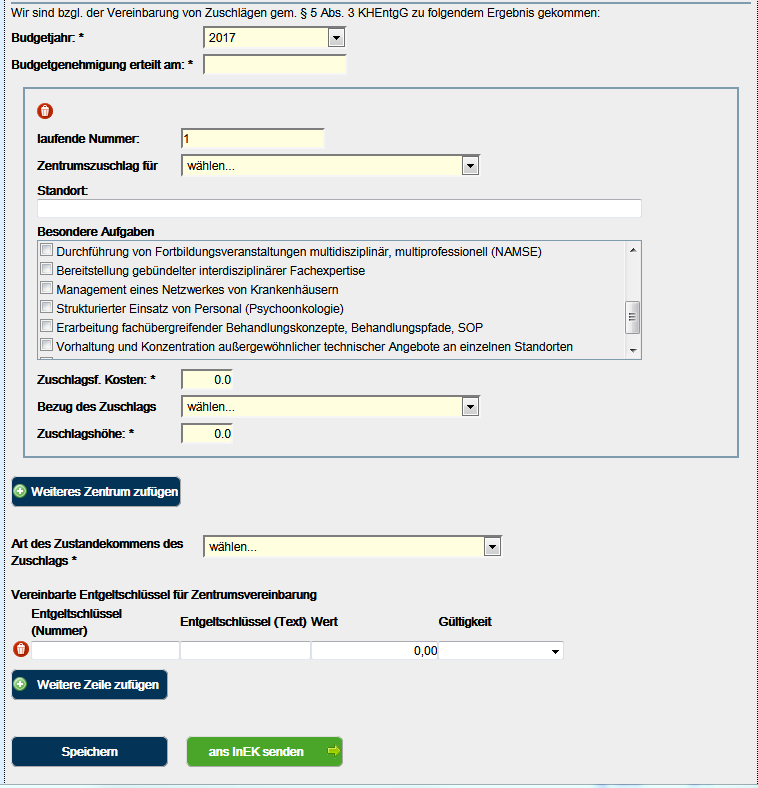 Wir sind bzgl. der Vereinbarung von Zuschlägen gem. § 5 Abs. 3 KHEntgG zu folgendem Ergebnis gekommen:
Budgetjahr: * 2017
Budgetgenehmigung erteilt am: *
laufende Nummer: 1
Zentrumszuschlag für wählen...
Standort:
Besondere Aufgaben
Durchführung von Fortbildungsveranstaltungen multidisziplinär, multiprofessionell (NAMSE)
Bereitstellung gebündelter interdisziplinärer Fachexpertise
Management eines Netzwerkes von Krankenhäusern
Strukturierter Einsatz von Personal (Psychoonkologie)
Erarbeitung fachübergreifender Behandlungskonzepte, Behandlungspfade, SOP
Vorhaltung und Konzentration außergewöhnlicher technischer Angebote an einzelnen Standorten
Zuschlagsf. Kosten: * 0.0
Bezug des Zuschlags wählen...
Zuschlagshöhe: * 0.0
Weiteres Zentrum zufügen
Art des Zustandekommens des
Zuschlags * wählen...
Vereinbarte Entgeltschlüssel für Zentrumsvereinbarung
Entgeltschlüssel
(Nummer) Entgeltschlüssel (Text) Wert Gültigkeit
0,00
Weitere Zeile zufügen
Speichern ans InEK senden